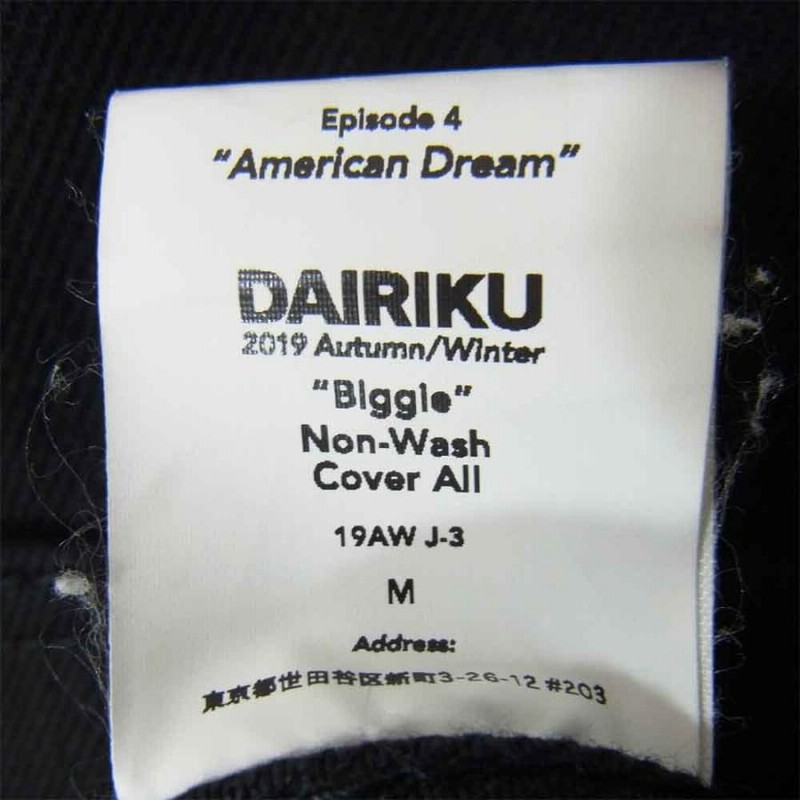 Episode 4
“American Dream”
DAIRIKU
2019 Autumn/Winter
“Biggie”
Non-Wash
Cover All
19AW J-3
M
Address:
東京都世田谷区新町3-26-12 #203